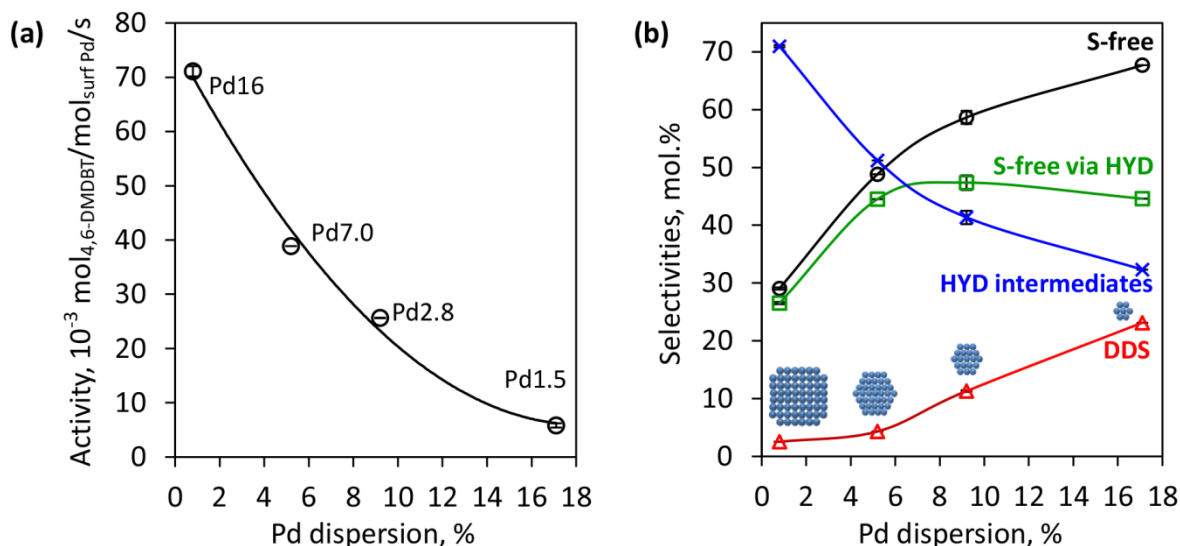 (a)
Activity, 10⁻³ mol₄,₆₋DMDBT/molsurf Pd/s
80
70
60
50
40
30
20
10
0
Pd16
Pd7.0
Pd2.8
Pd1.5
0 2 4 6 8 10 12 14 16 18
Pd dispersion, %
(b)
Selectivities, mol.%
70
60
50
40
30
20
10
0
S-free
S-free via HYD
HYD intermediates
DDS
0 2 4 6 8 10 12 14 16 18
Pd dispersion, %